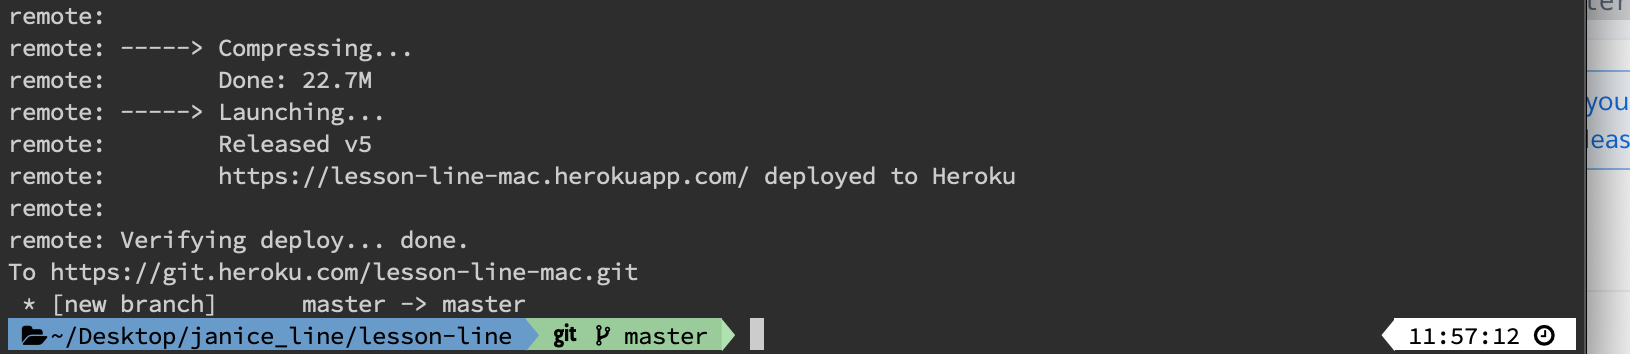 remote:
remote: -----> Compressing...
remote:        Done: 22.7M
remote: -----> Launching...
remote:        Released v5
remote:        https://lesson-line-mac.herokuapp.com/ deployed to Heroku
remote:
remote: Verifying deploy... done.
To https://git.heroku.com/lesson-line-mac.git
 * [new branch]      master -> master
~/Desktop/janice_line/lesson-line git master 11:57:12
you